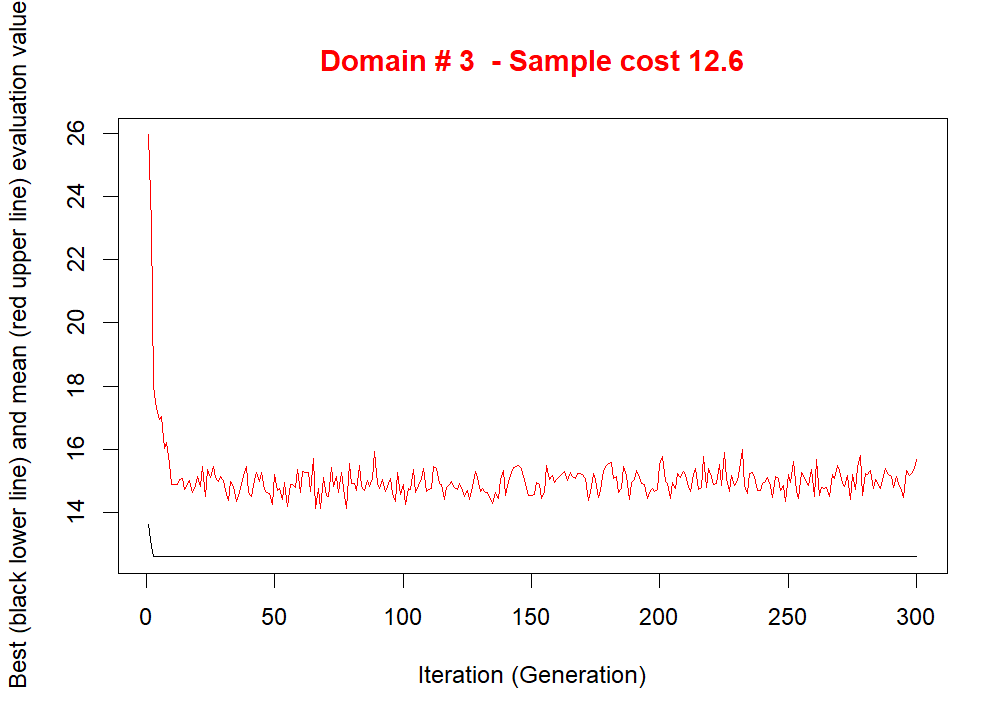 Domain # 3  - Sample cost 12.6
Best (black lower line) and mean (red upper line) evaluation value
26
24
22
20
18
16
14
0 50 100 150 200 250 300
Iteration (Generation)